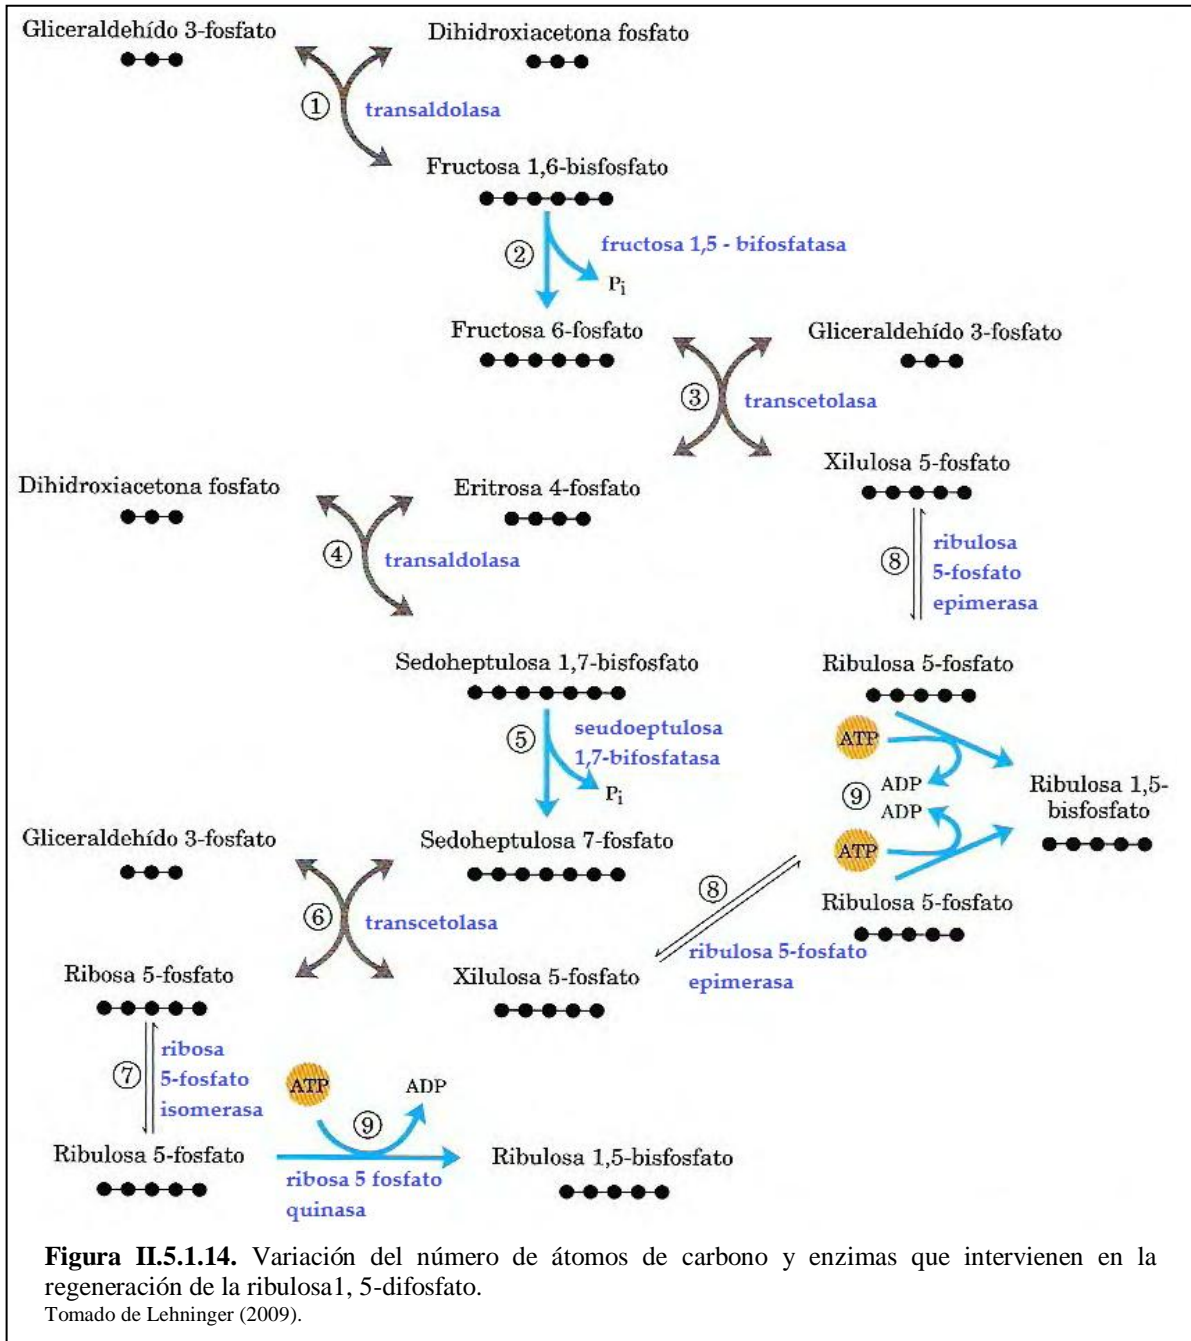 Gliceraldehído 3-fosfato
Dihidroxiacetona fosfato
① transaldolasa
Fructosa 1,6-bisfosfato
② fructosa 1,5 - bifosfatasa
Pi
Fructosa 6-fosfato
Gliceraldehído 3-fosfato
③ transcetolasa
Xilulosa 5-fosfato
Dihidroxiacetona fosfato
Eritrosa 4-fosfato
④ transaldolasa
⑧ ribulosa
5-fosfato
epimerasa
Sedoheptulosa 1,7-bisfosfato
Ribulosa 5-fosfato
⑤ seudoeptulosa
1,7-bifosfatasa
Pi
ATP
ADP
⑨
ADP
ATP
Ribulosa 1,5-
bisfosfato
Gliceraldehído 3-fosfato
Sedoheptulosa 7-fosfato
Ribulosa 5-fosfato
⑥ transcetolasa
⑧
ribulosa 5-fosfato
epimerasa
Ribosa 5-fosfato
Xilulosa 5-fosfato
⑦ ribosa
5-fosfato
isomerasa
ATP
ADP
⑨
Ribulosa 5-fosfato
Ribulosa 1,5-bisfosfato
ribosa 5 fosfato
quinasa
Figura II.5.1.14. Variación del número de átomos de carbono y enzimas que intervienen en la
regeneración de la ribulosa1, 5-difosfato.
Tomado de Lehninger (2009).